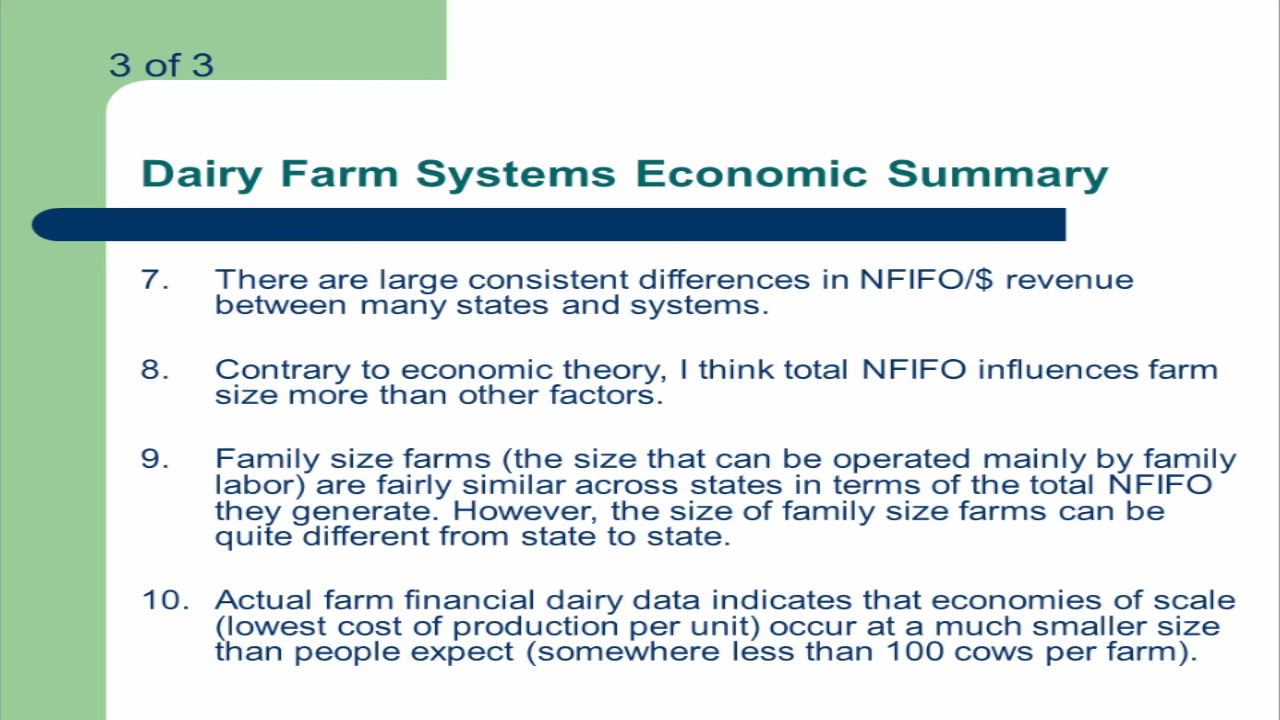 3 of 3
Dairy Farm Systems Economic Summary
7. There are large consistent differences in NFIFO/$ revenue
between many states and systems.
8. Contrary to economic theory, I think total NFIFO influences farm
size more than other factors.
9. Family size farms (the size that can be operated mainly by family
labor) are fairly similar across states in terms of the total NFIFO
they generate. However, the size of family size farms can be
quite different from state to state.
10. Actual farm financial dairy data indicates that economies of scale
(lowest cost of production per unit) occur at a much smaller size
than people expect (somewhere less than 100 cows per farm).